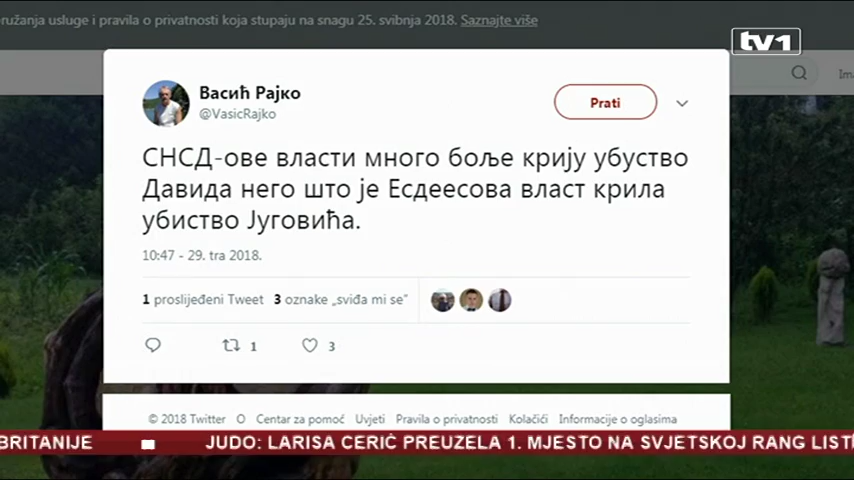 eružanja usluge i pravila o privatnosti koja stupaju na snagu 25. svibnja 2018. Saznajte više
tv1
Васић Рајко
@VasicRajko
Prati
СНСД-ове власти много боље крију убуство
Давида него што је Есдеесова власт крила
убиство Југовића.
10:47 - 29. tra 2018.
1 proslijeđeni Tweet 3 oznake „sviđa mi se”
1
3
© 2018 Twitter O Centar za pomoć Uvjeti Pravila o privatnosti Kolačići Informacije o oglasima
BRITANIJE JUDO: LARISA CERIĆ PREUZELA 1. MJESTO NA SVJETSKOJ RANG LISTI